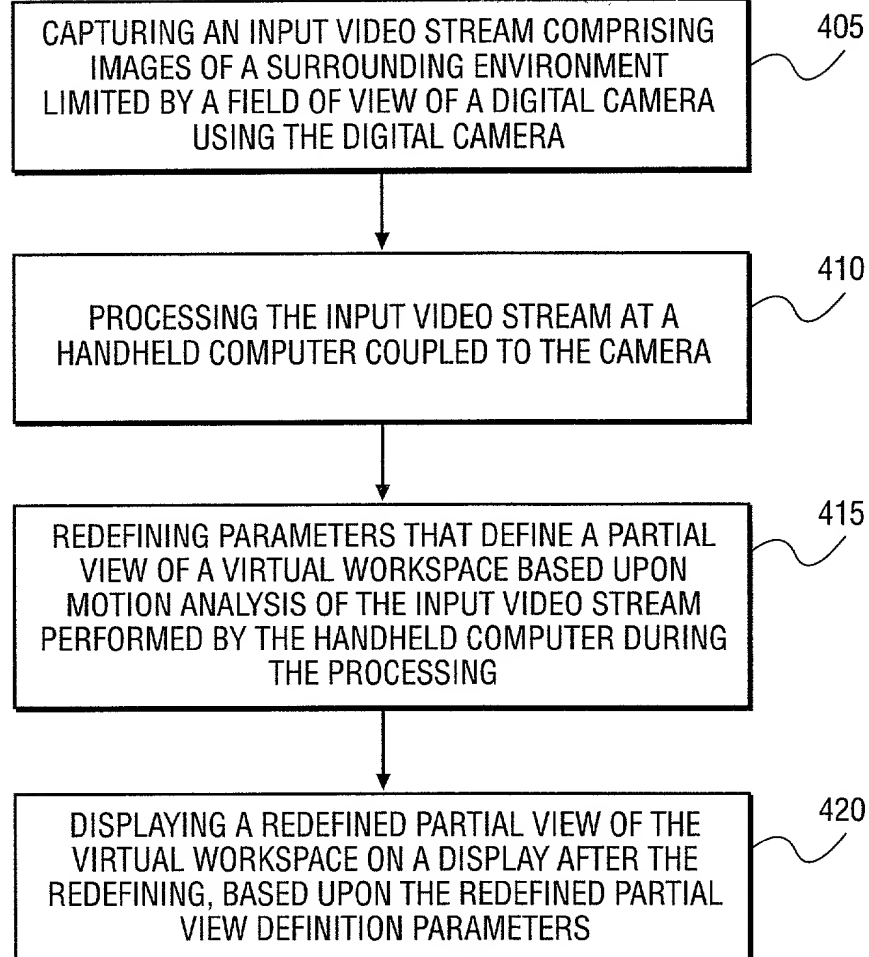 CAPTURING AN INPUT VIDEO STREAM COMPRISING
IMAGES OF A SURROUNDING ENVIRONMENT
LIMITED BY A FIELD OF VIEW OF A DIGITAL CAMERA
USING THE DIGITAL CAMERA
405
PROCESSING THE INPUT VIDEO STREAM AT A
HANDHELD COMPUTER COUPLED TO THE CAMERA
410
REDEFINING PARAMETERS THAT DEFINE A PARTIAL
VIEW OF A VIRTUAL WORKSPACE BASED UPON
MOTION ANALYSIS OF THE INPUT VIDEO STREAM
PERFORMED BY THE HANDHELD COMPUTER DURING
THE PROCESSING
415
DISPLAYING A REDEFINED PARTIAL VIEW OF THE
VIRTUAL WORKSPACE ON A DISPLAY AFTER THE
REDEFINING, BASED UPON THE REDEFINED PARTIAL
VIEW DEFINITION PARAMETERS
420